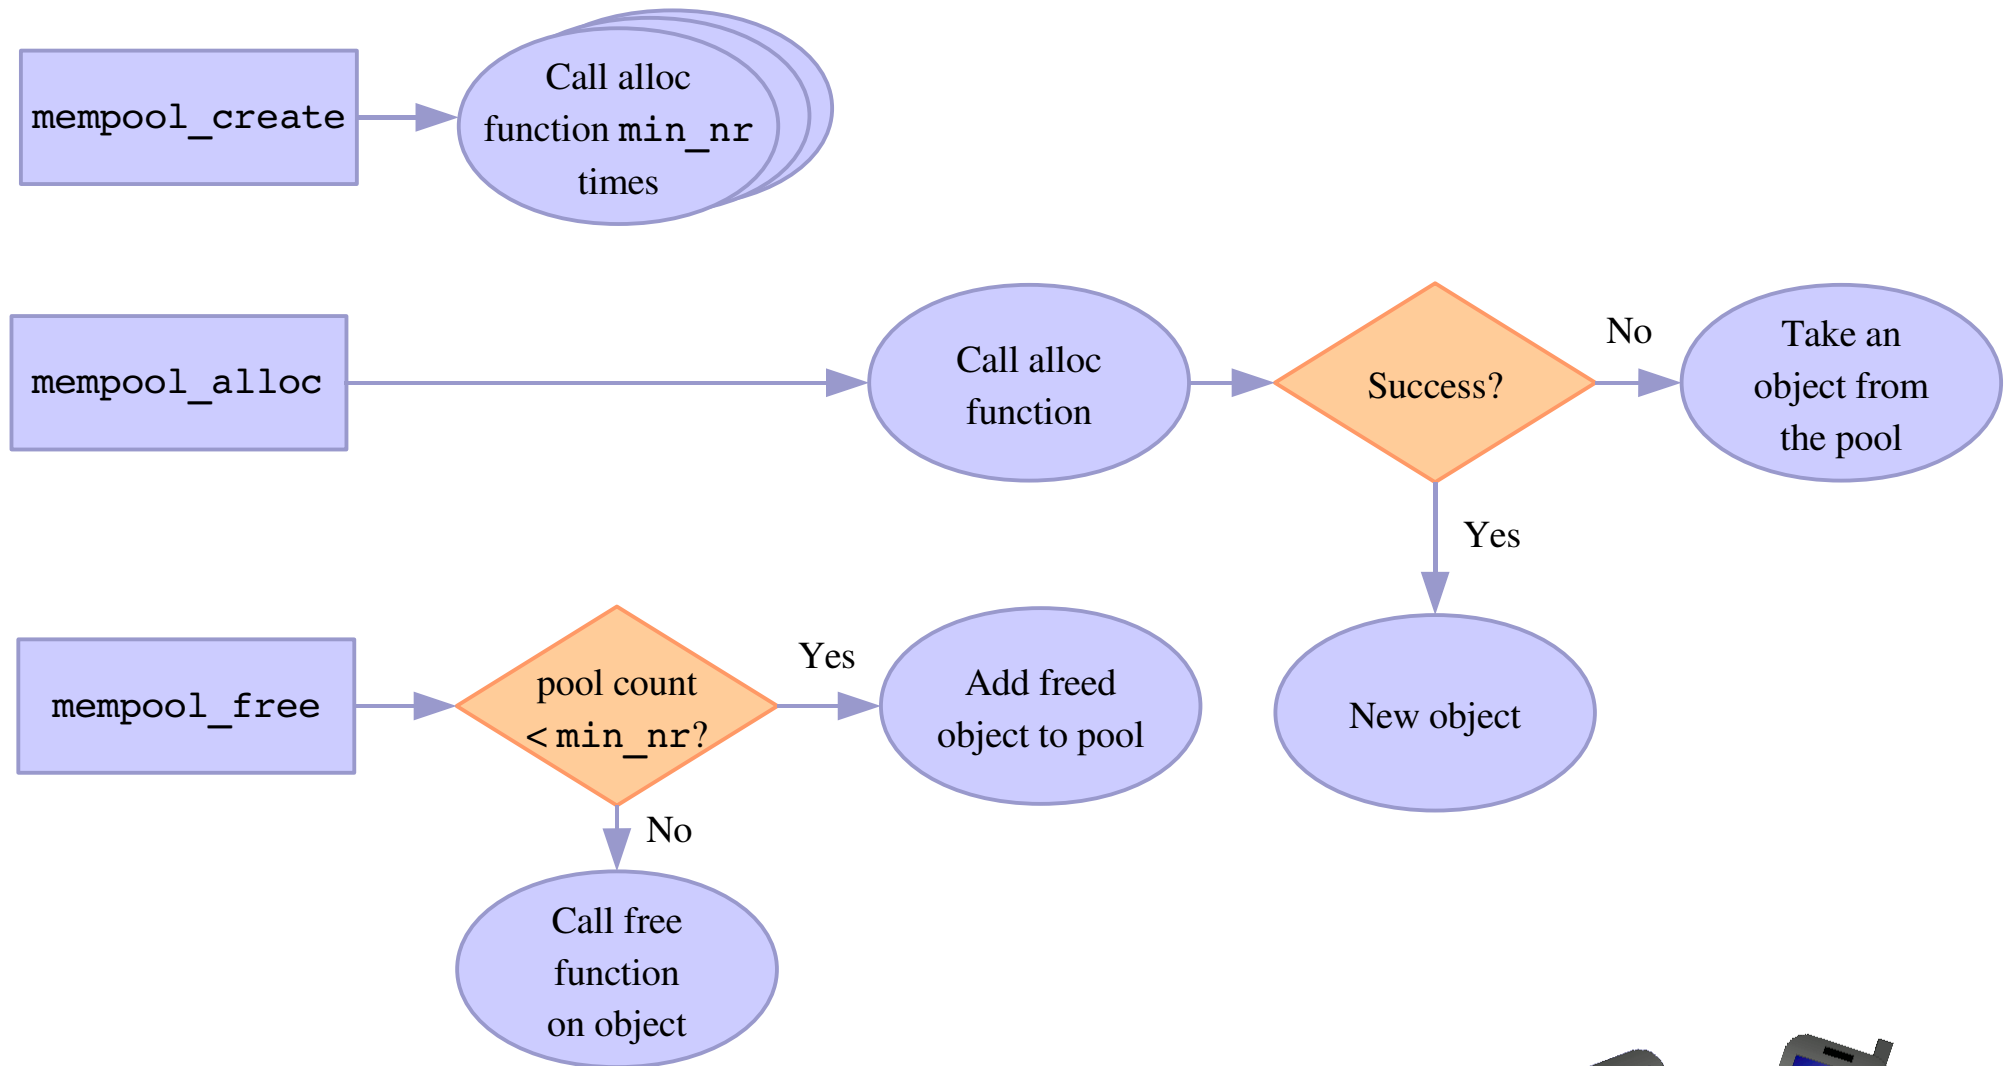 mempool_create
Call alloc
function min_nr
times
mempool_alloc
Call alloc
function
Success?
No
Take an
object from
the pool
Yes
New object
mempool_free
pool count
< min_nr?
Yes
Add freed
object to pool
No
Call free
function
on object